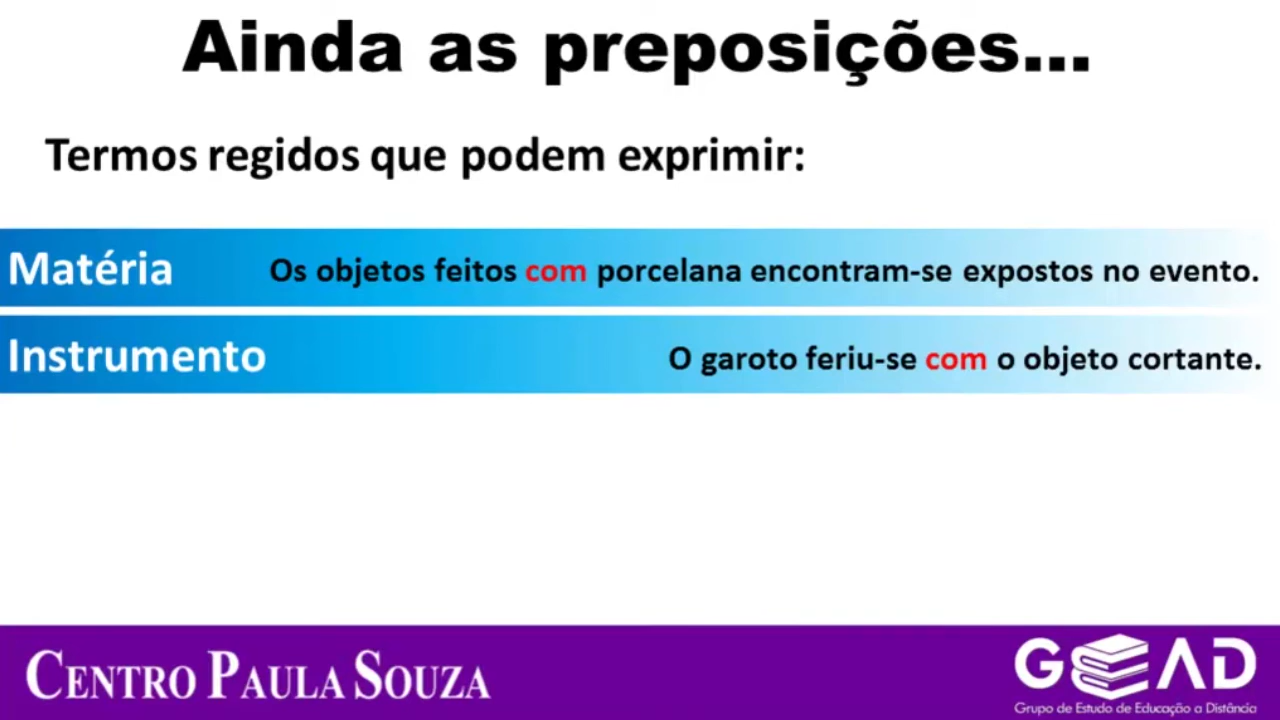 Ainda as preposições...
Termos regidos que podem exprimir:
Matéria Os objetos feitos com porcelana encontram-se expostos no evento.
Instrumento O garoto feriu-se com o objeto cortante.
CENTRO PAULA SOUZA
GEAD
Grupo de Estudo de Educação a Distância